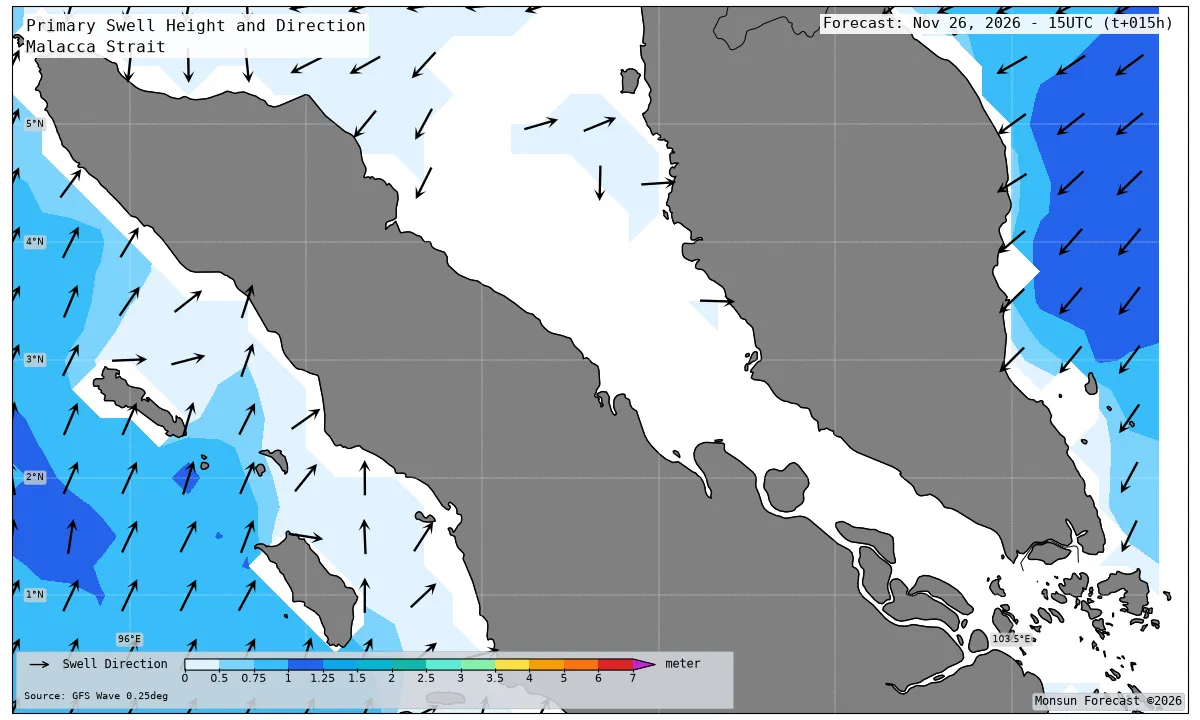 Primary Swell Height and Direction
Malacca Strait
Forecast: Nov 26, 2026 - 15UTC (t+015h)
5°N
4°N
3°N
2°N
1°N
96°E
103.5°E
Swell Direction
0 0.5 0.75 1 1.25 1.5 2 2.5 3 3.5 4 5 6 7
meter
Source: GFS Wave 0.25deg
Monsun Forecast ©2026